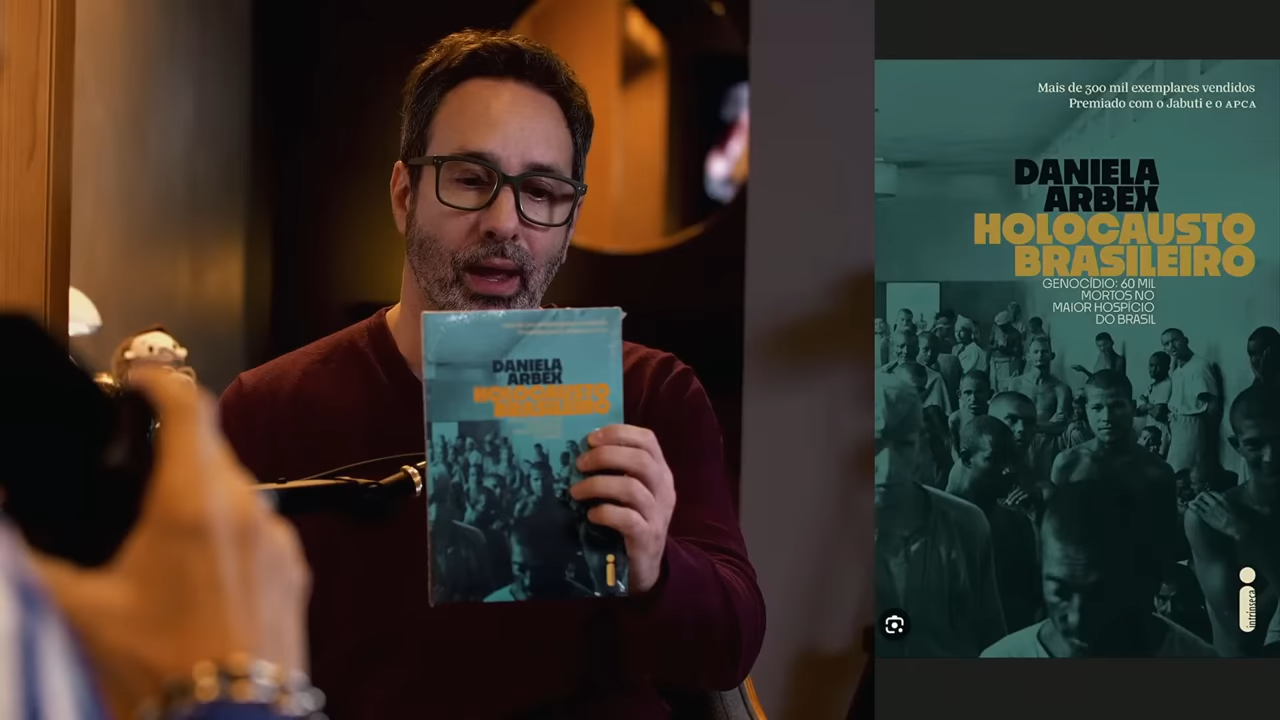 DANIELA
ARBEX
HOLOCAUSTO
BRASILEIRO
Mais de 300 mil exemplares vendidos
Premiado com o Jabuti e o APCA
DANIELA
ARBEX
HOLOCAUSTO
BRASILEIRO
GENOCÍDIO: 60 MIL
MORTOS NO
MAIOR HOSPÍCIO
DO BRASIL
intrínseca